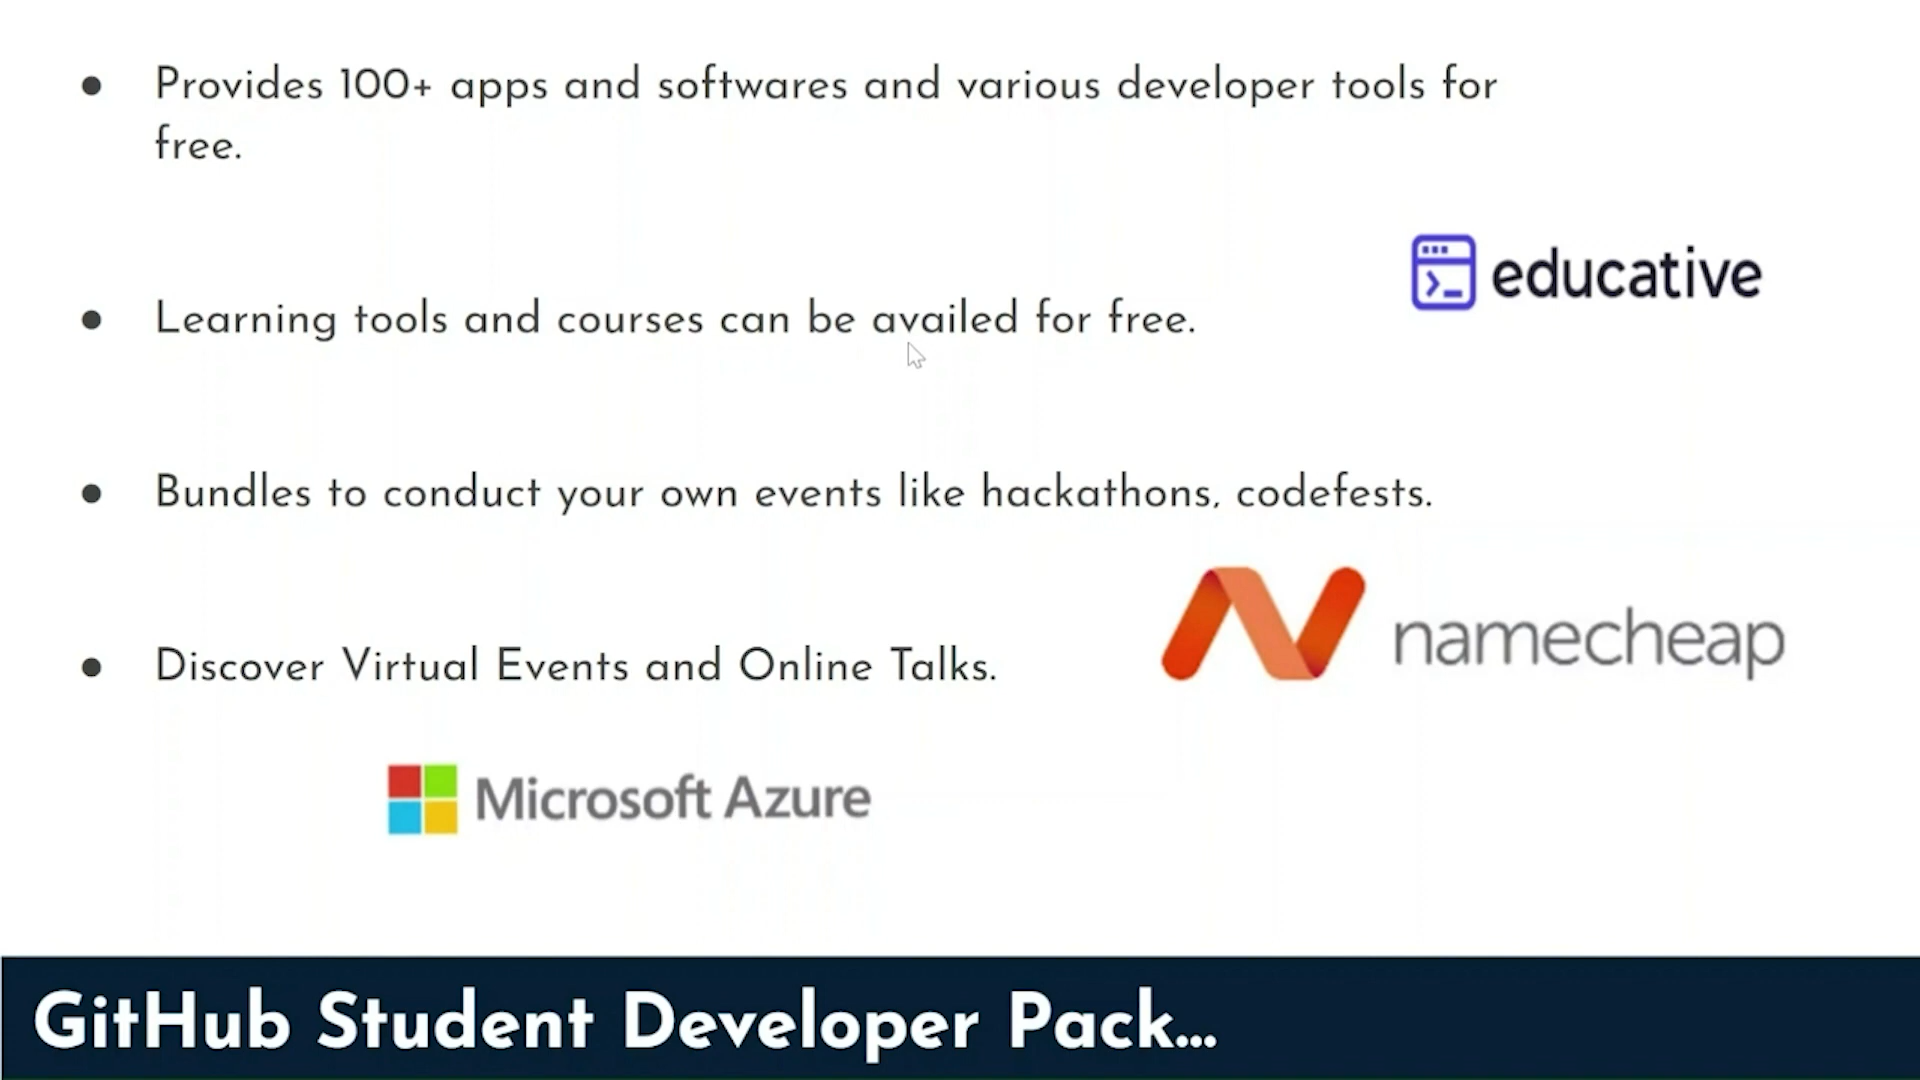 Provides 100+ apps and softwares and various developer tools for
free.
educative
Learning tools and courses can be availed for free.
Bundles to conduct your own events like hackathons, codefests.
namecheap
Discover Virtual Events and Online Talks.
Microsoft Azure
GitHub Student Developer Pack...